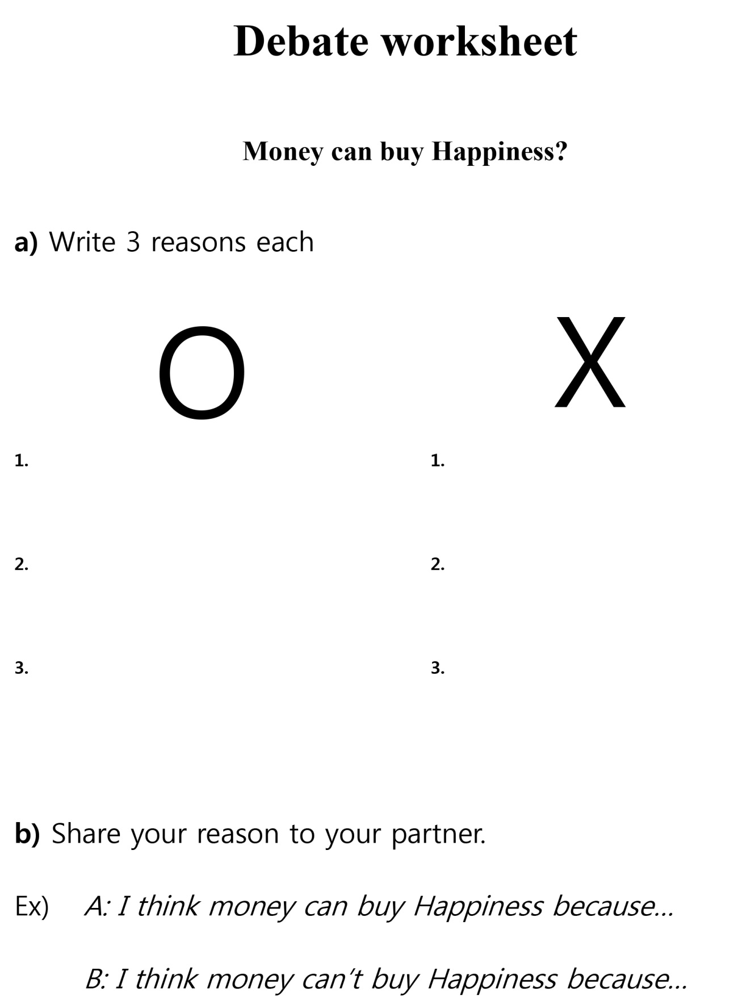 Debate worksheet
Money can buy Happiness?
a) Write 3 reasons each
O X
1. 1.
2. 2.
3. 3.
b) Share your reason to your partner.
Ex) A: I think money can buy Happiness because...
B: I think money can't buy Happiness because...